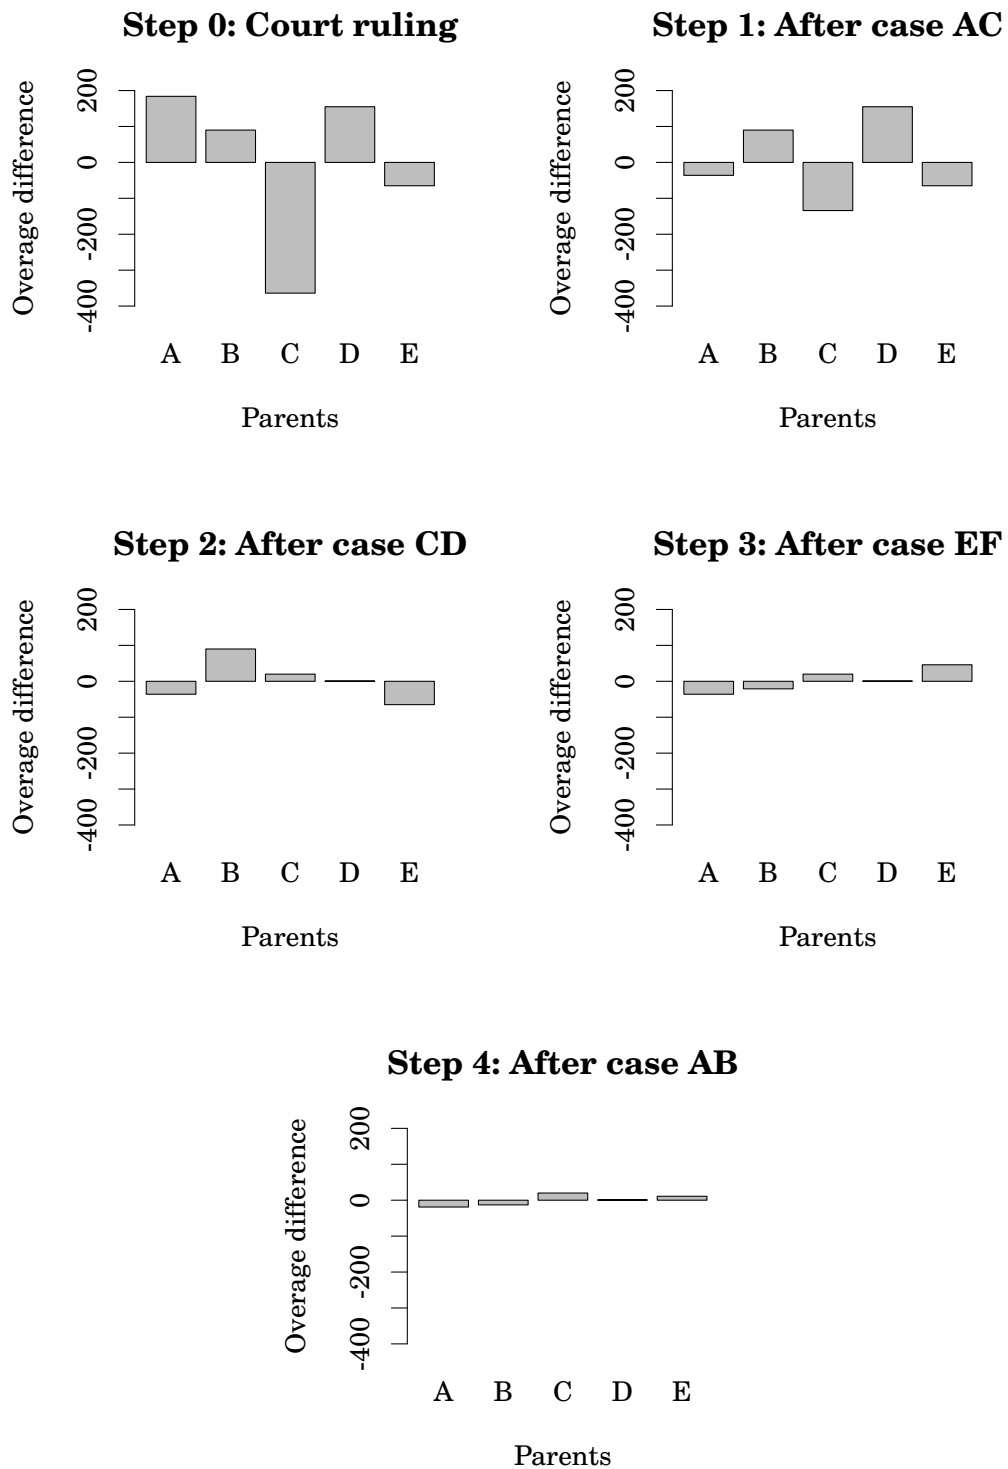 Step 0: Court ruling
Overage difference
200
0
-200
-400
A B C D E
Parents
Step 1: After case AC
Overage difference
200
0
-200
-400
A B C D E
Parents
Step 2: After case CD
Overage difference
200
0
-200
-400
A B C D E
Parents
Step 3: After case EF
Overage difference
200
0
-200
-400
A B C D E
Parents
Step 4: After case AB
Overage difference
200
0
-200
-400
A B C D E
Parents